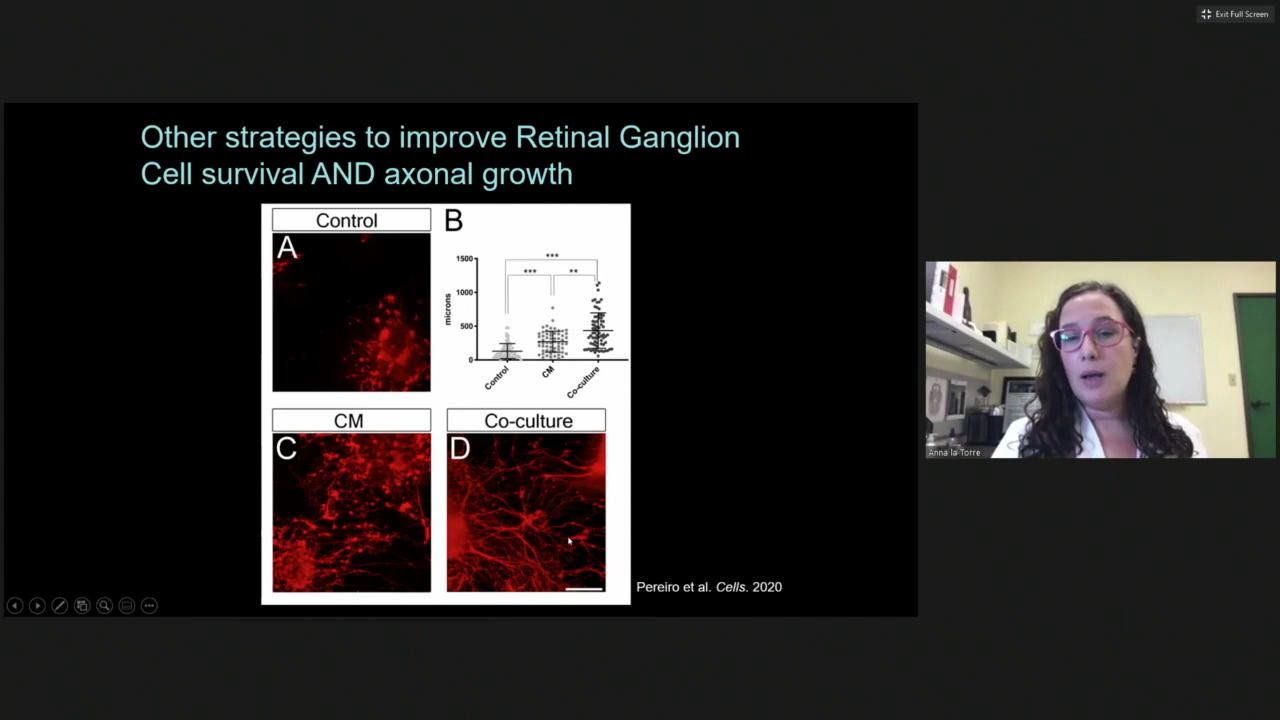 Exit Full Screen
Other strategies to improve Retinal Ganglion
Cell survival AND axonal growth
Control
A
B
1500
1000
500
0
microns
***
***
**
Control
CM
Co-culture
CM
C
Co-culture
D
Pereiro et al. Cells. 2020
Anna la Torre